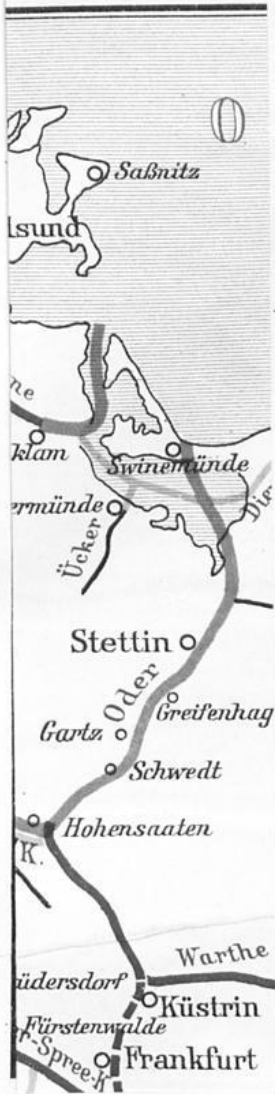 Saßnitz
lsund
ne
klam
Swinemünde
ermünde
Ücker
Stettin
Oder
Greifenhag
Gartz
Schwedt
Hohensaaten
K.
Warthe
üdersdorf
Küstrin
Fürstenwalde
r-Spree-K
Frankfurt